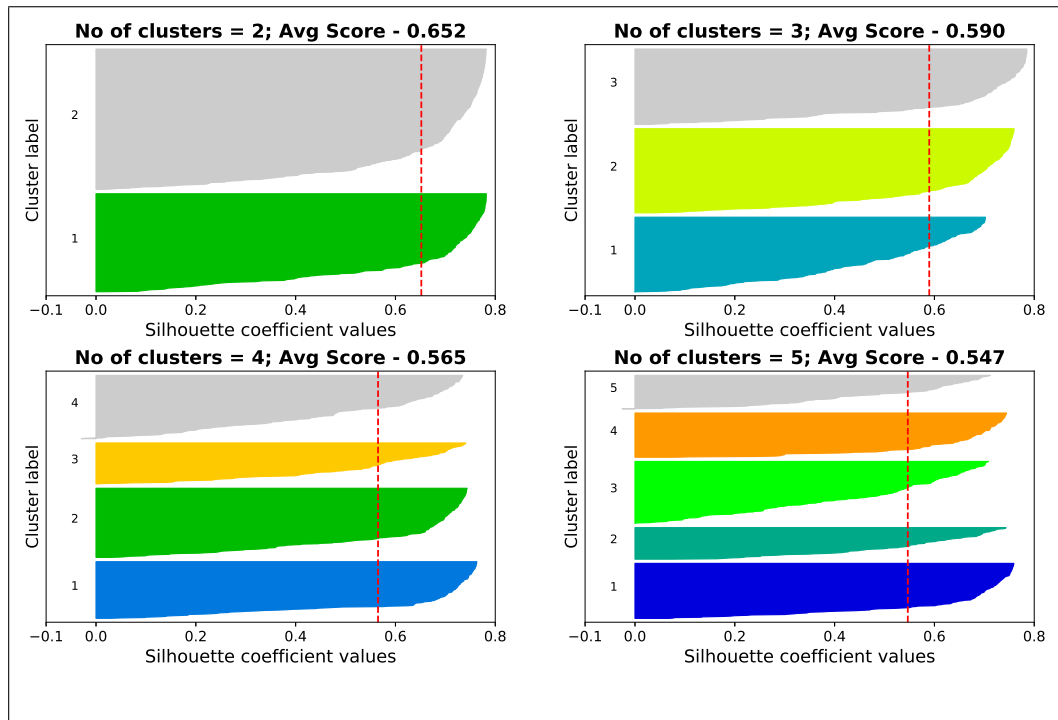 No of clusters = 2; Avg Score - 0.652
Cluster label
2
1
−0.1 0.0 0.2 0.4 0.6 0.8
Silhouette coefficient values
No of clusters = 3; Avg Score - 0.590
Cluster label
3
2
1
−0.1 0.0 0.2 0.4 0.6 0.8
Silhouette coefficient values
No of clusters = 4; Avg Score - 0.565
Cluster label
4
3
2
1
−0.1 0.0 0.2 0.4 0.6 0.8
Silhouette coefficient values
No of clusters = 5; Avg Score - 0.547
Cluster label
5
4
3
2
1
−0.1 0.0 0.2 0.4 0.6 0.8
Silhouette coefficient values